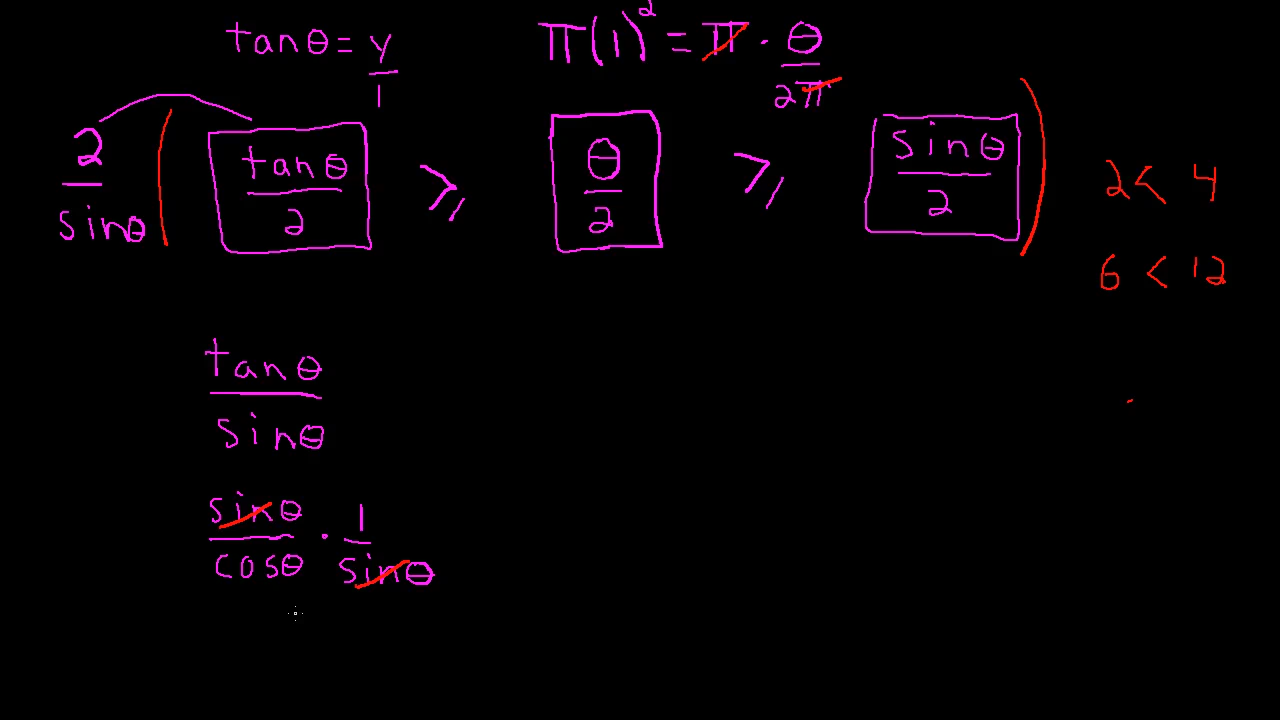 tanθ = y/1
π(1)² = π · θ/2π
2/sinθ ( tanθ/2 ⩾ θ/2 ⩾ sinθ/2 )
2 < 4
6 < 12
tanθ/sinθ
sinθ/cosθ · 1/sinθ